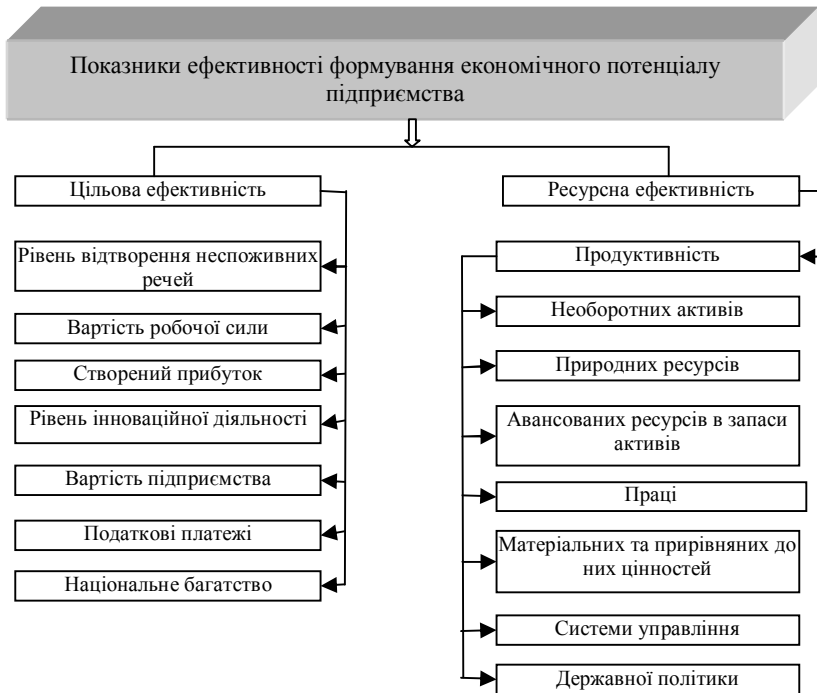 Показники ефективності формування економічного потенціалу
підприємства
Цільова ефективність
Рівень відтворення неспоживних
речей
Вартість робочої сили
Створений прибуток
Рівень інноваційної діяльності
Вартість підприємства
Податкові платежі
Національне багатство
Ресурсна ефективність
Продуктивність
Необоротних активів
Природних ресурсів
Авансованих ресурсів в запаси
активів
Праці
Матеріальних та прирівняних до
них цінностей
Системи управління
Державної політики